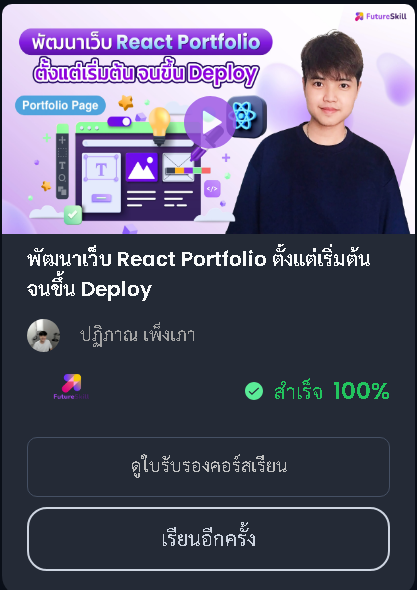 FutureSkill
พัฒนาเว็บ React Portfolio
ตั้งแต่เริ่มต้น จนขึ้น Deploy
Portfolio Page
T
</>
พัฒนาเว็บ React Portfolio ตั้งแต่เริ่มต้น
จนขึ้น Deploy
ปฏิภาณ เพ็งเภา
FutureSkill
สำเร็จ 100%
ดูใบรับรองคอร์สเรียน
เรียนอีกครั้ง